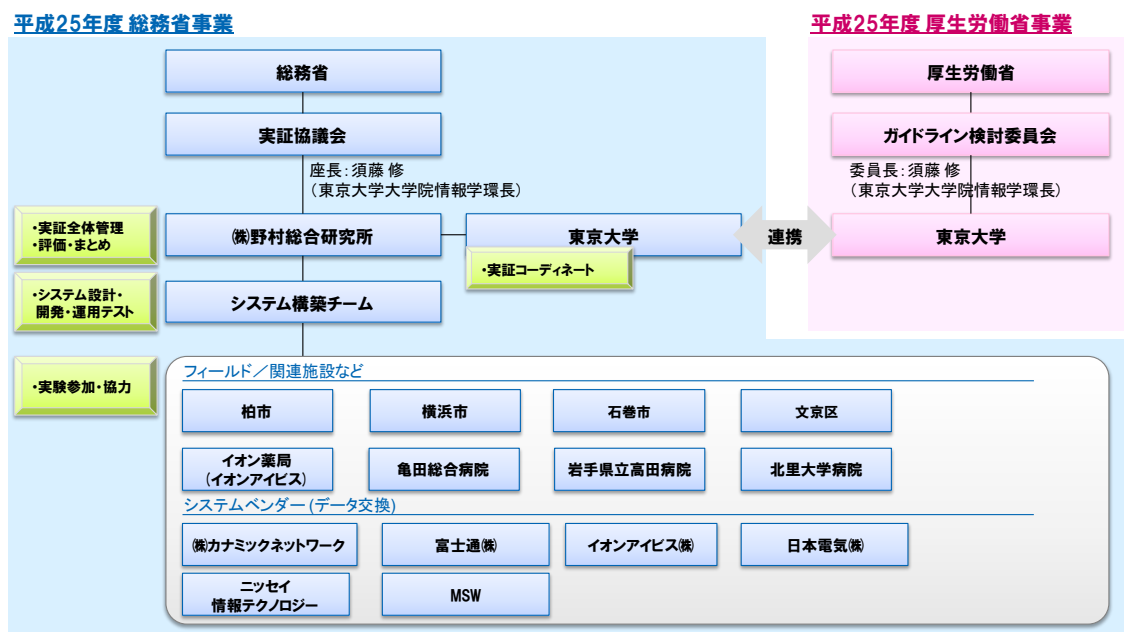 平成25年度 総務省事業
平成25年度 厚生労働省事業
総務省
厚生労働省
実証協議会
ガイドライン検討委員会
座長:須藤 修
(東京大学大学院情報学環長)
委員長:須藤 修
(東京大学大学院情報学環長)
・実証全体管理
・評価・まとめ
㈱野村総合研究所
東京大学
連携
東京大学
・実証コーディネート
・システム設計・
開発・運用テスト
システム構築チーム
・実験参加・協力
フィールド/関連施設など
柏市
横浜市
石巻市
文京区
イオン薬局
(イオンアイビス)
亀田総合病院
岩手県立高田病院
北里大学病院
システムベンダー (データ交換)
㈱カナミックネットワーク
富士通㈱
イオンアイビス㈱
日本電気㈱
ニッセイ
情報テクノロジー
MSW